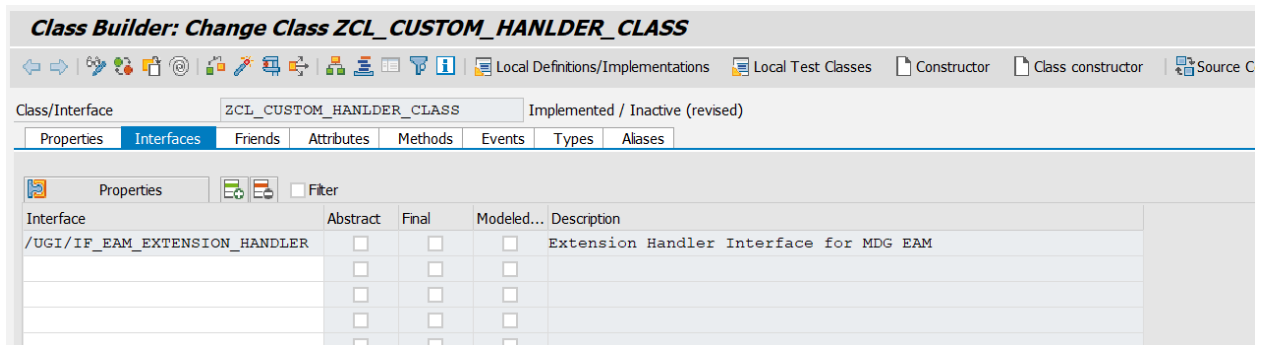 Class Builder: Change Class ZCL_CUSTOM_HANLDER_CLASS
Local Definitions/Implementations Local Test Classes Constructor Class constructor Source C
Class/Interface ZCL_CUSTOM_HANLDER_CLASS Implemented / Inactive (revised)
Properties Interfaces Friends Attributes Methods Events Types Aliases
Properties Filter
Interface Abstract Final Modeled... Description
/UGI/IF_EAM_EXTENSION_HANDLER Extension Handler Interface for MDG EAM